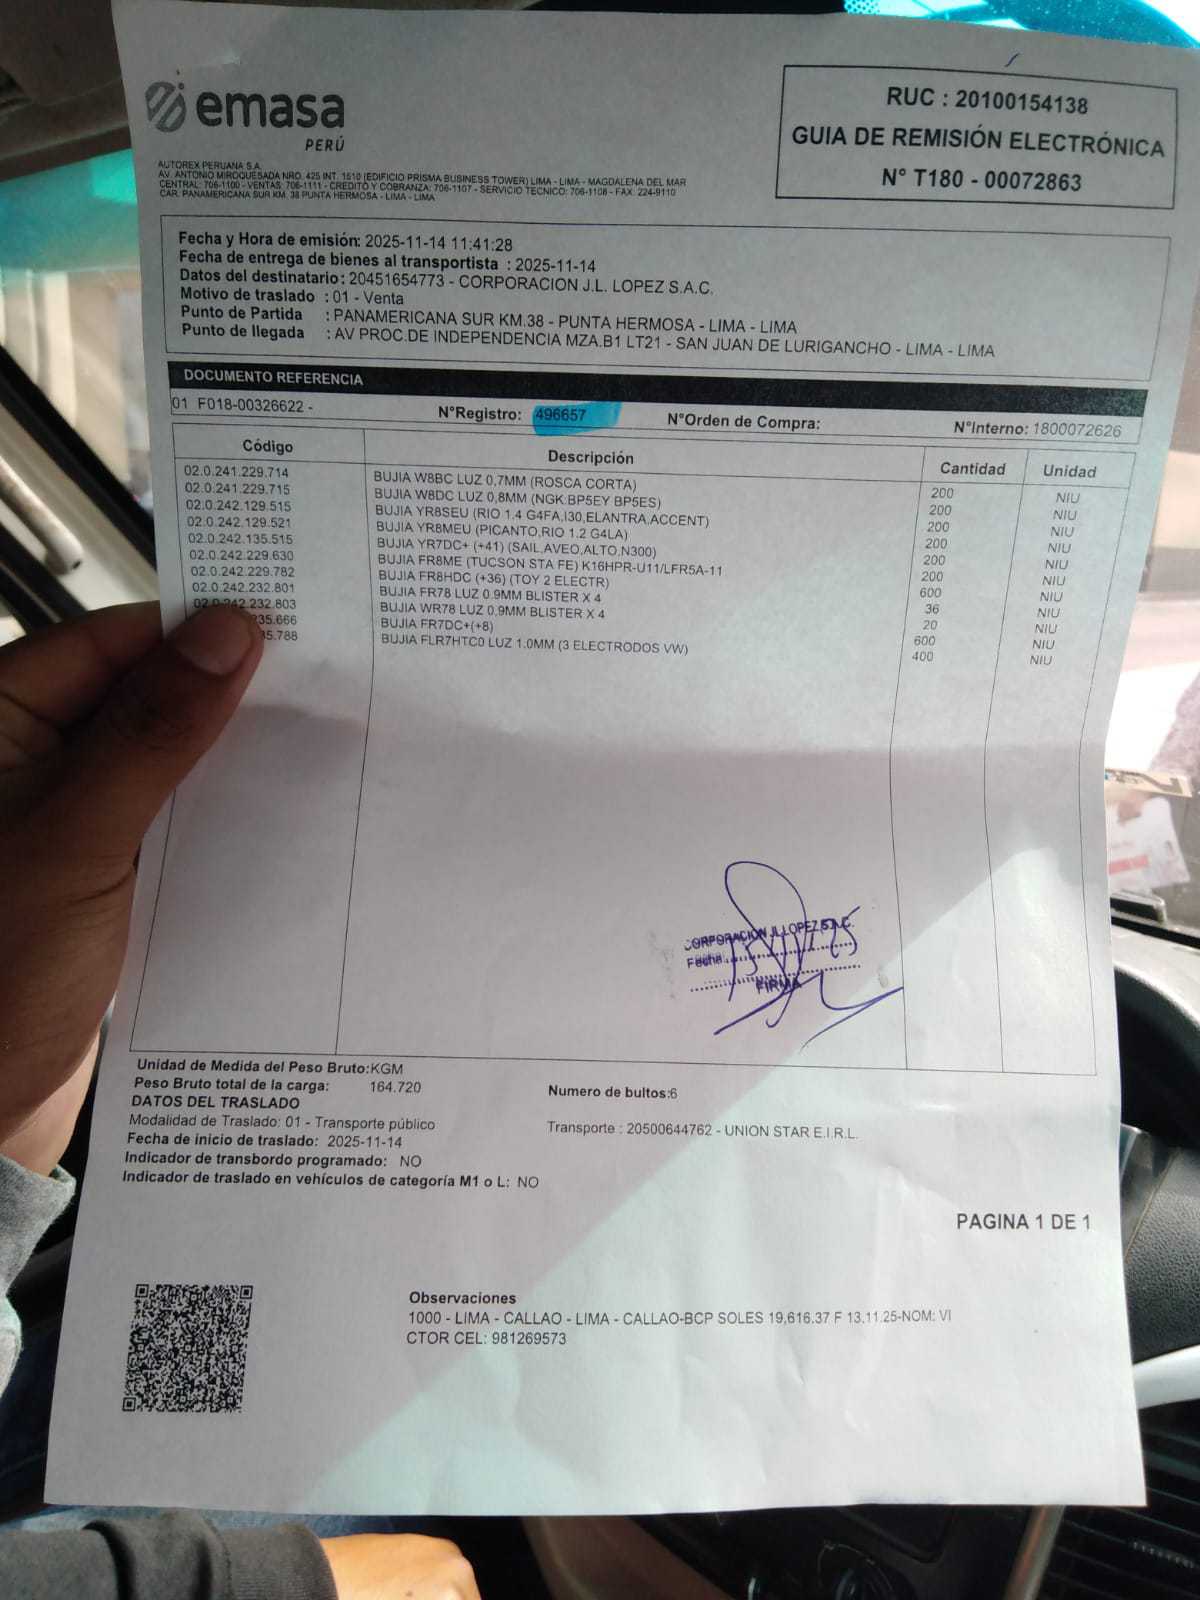 emasa
PERÚ
AUTOREX PERUANA S.A.
AV. ANTONIO MIROQUESADA NRO. 425 INT. 1510 (EDIFICIO PRISMA BUSINESS TOWER) LIMA - LIMA - MAGDALENA DEL MAR
CENTRAL: 706-1100 - VENTAS: 706-1111 - CREDITO Y COBRANZA: 706-1107 - SERVICIO TECNICO: 706-1108 - FAX: 224-9110
CAR. PANAMERICANA SUR KM. 38 PUNTA HERMOSA - LIMA - LIMA
RUC : 20100154138
GUIA DE REMISIÓN ELECTRÓNICA
N° T180 - 00072863
Fecha y Hora de emisión: 2025-11-14 11:41:28
Fecha de entrega de bienes al transportista : 2025-11-14
Datos del destinatario : 20451654773 - CORPORACION J.L. LOPEZ S.A.C.
Motivo de traslado : 01 - Venta
Punto de Partida : PANAMERICANA SUR KM.38 - PUNTA HERMOSA - LIMA - LIMA
Punto de llegada : AV PROC.DE INDEPENDENCIA MZA.B1 LT21 - SAN JUAN DE LURIGANCHO - LIMA - LIMA
DOCUMENTO REFERENCIA
01 F018-00326622 - N°Registro: 496657 N°Orden de Compra: N°Interno: 1800072626
Código Descripción Cantidad Unidad
02.0.241.229.714 BUJIA W8BC LUZ 0,7MM (ROSCA CORTA) 200 NIU
02.0.241.229.715 BUJIA W8DC LUZ 0,8MM (NGK:BP5EY BP5ES) 200 NIU
02.0.242.129.515 BUJIA YR8SEU (RIO 1.4 G4FA,I30,ELANTRA,ACCENT) 200 NIU
02.0.242.129.521 BUJIA YR8MEU (PICANTO,RIO 1.2 G4LA) 200 NIU
02.0.242.135.515 BUJIA YR7DC+ (+41) (SAIL,AVEO,ALTO,N300) 200 NIU
02.0.242.229.630 BUJIA FR8ME (TUCSON STA FE) K16HPR-U11/LFR5A-11 200 NIU
02.0.242.229.782 BUJIA FR8HDC (+36) (TOY 2 ELECTR) 600 NIU
02.0.242.232.801 BUJIA FR78 LUZ 0.9MM BLISTER X 4 36 NIU
02.0.242.232.803 BUJIA WR78 LUZ 0.9MM BLISTER X 4 20 NIU
235.666 BUJIA FR7DC+(+8) 600 NIU
35.788 BUJIA FLR7HTC0 LUZ 1.0MM (3 ELECTRODOS VW) 400 NIU
CORPORACION JL LOPEZ S.A.C.
Fecha:
FIRMA
Unidad de Medida del Peso Bruto:KGM
Peso Bruto total de la carga: 164.720 Numero de bultos:6
DATOS DEL TRASLADO
Modalidad de Traslado: 01 - Transporte público Transporte : 20500644762 - UNION STAR E.I.R.L.
Fecha de inicio de traslado: 2025-11-14
Indicador de transbordo programado: NO
Indicador de traslado en vehículos de categoría M1 o L: NO
PAGINA 1 DE 1
Observaciones
1000 - LIMA - CALLAO - LIMA - CALLAO-BCP SOLES 19,616.37 F 13.11.25-NOM: VI
CTOR CEL: 981269573